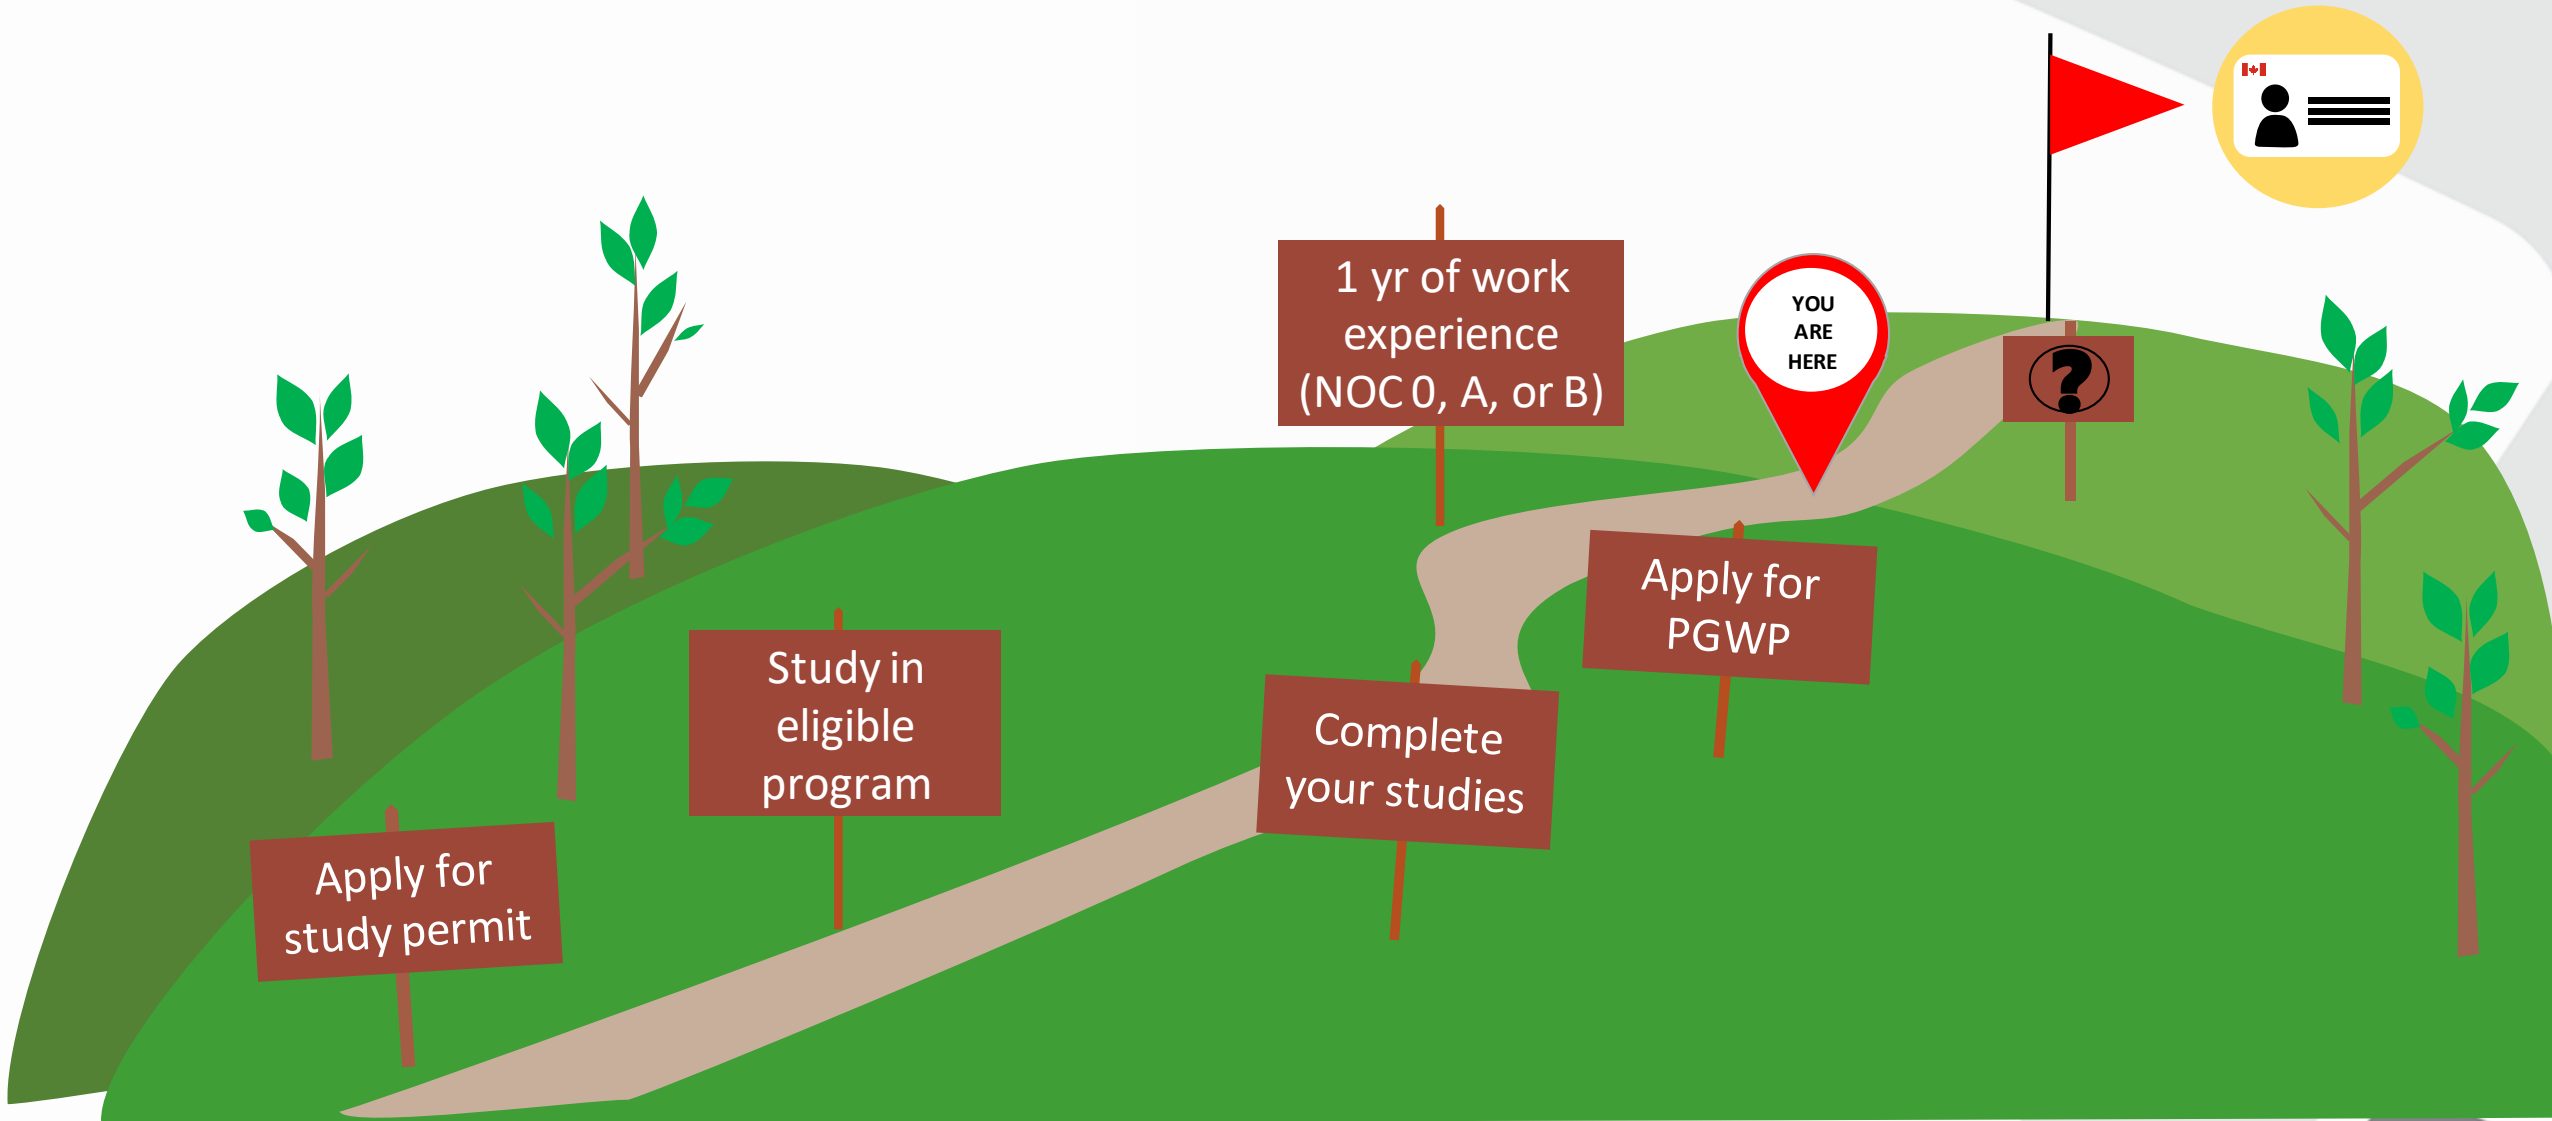 1 yr of work
experience
(NOC 0, A, or B)
YOU
ARE
HERE
?
Apply for
PGWP
Study in
eligible
program
Complete
your studies
Apply for
study permit